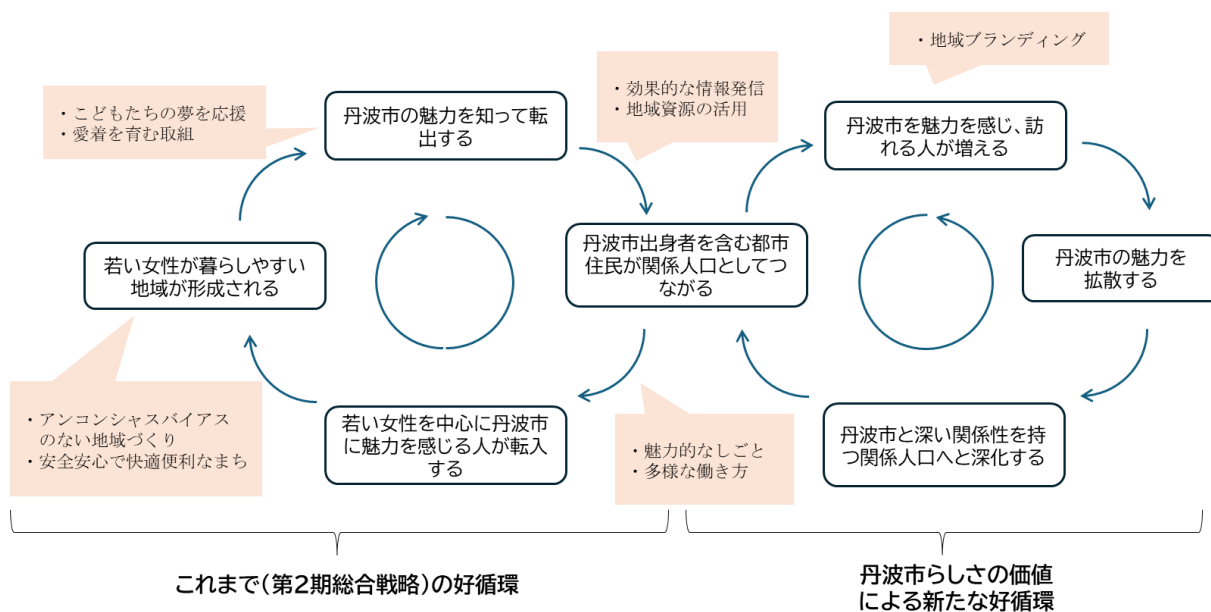 ・地域ブランディング
・こどもたちの夢を応援
・愛着を育む取組
丹波市の魅力を知って転
出する
・効果的な情報発信
・地域資源の活用
丹波市を魅力を感じ、訪
れる人が増える
若い女性が暮らしやすい
地域が形成される
丹波市出身者を含む都市
住民が関係人口としてつ
ながる
丹波市の魅力を
拡散する
・アンコンシャスバイアス
のない地域づくり
・安全安心で快適便利なまち
若い女性を中心に丹波市
に魅力を感じる人が転入
する
・魅力的なしごと
・多様な働き方
丹波市と深い関係性を持
つ関係人口へと深化する
これまで（第2期総合戦略）の好循環
丹波市らしさの価値
による新たな好循環